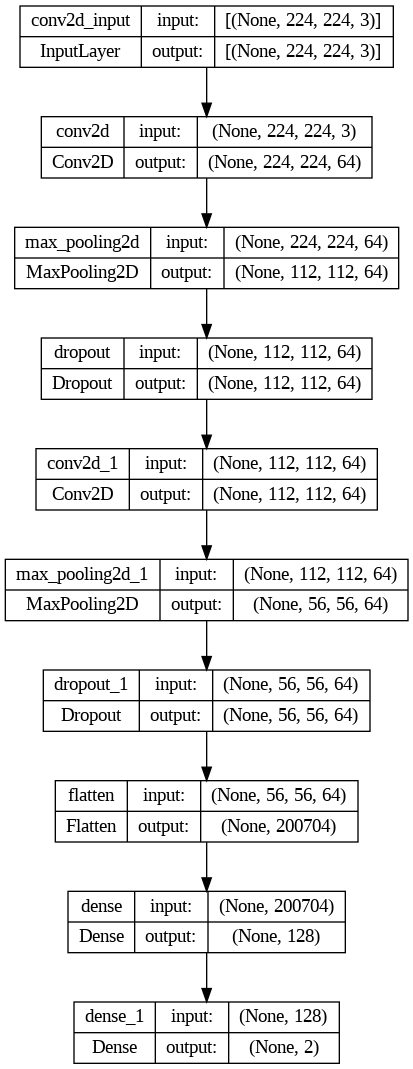 conv2d_input input: [(None, 224, 224, 3)]
InputLayer output: [(None, 224, 224, 3)]
conv2d input: (None, 224, 224, 3)
Conv2D output: (None, 224, 224, 64)
max_pooling2d input: (None, 224, 224, 64)
MaxPooling2D output: (None, 112, 112, 64)
dropout input: (None, 112, 112, 64)
Dropout output: (None, 112, 112, 64)
conv2d_1 input: (None, 112, 112, 64)
Conv2D output: (None, 112, 112, 64)
max_pooling2d_1 input: (None, 112, 112, 64)
MaxPooling2D output: (None, 56, 56, 64)
dropout_1 input: (None, 56, 56, 64)
Dropout output: (None, 56, 56, 64)
flatten input: (None, 56, 56, 64)
Flatten output: (None, 200704)
dense input: (None, 200704)
Dense output: (None, 128)
dense_1 input: (None, 128)
Dense output: (None, 2)